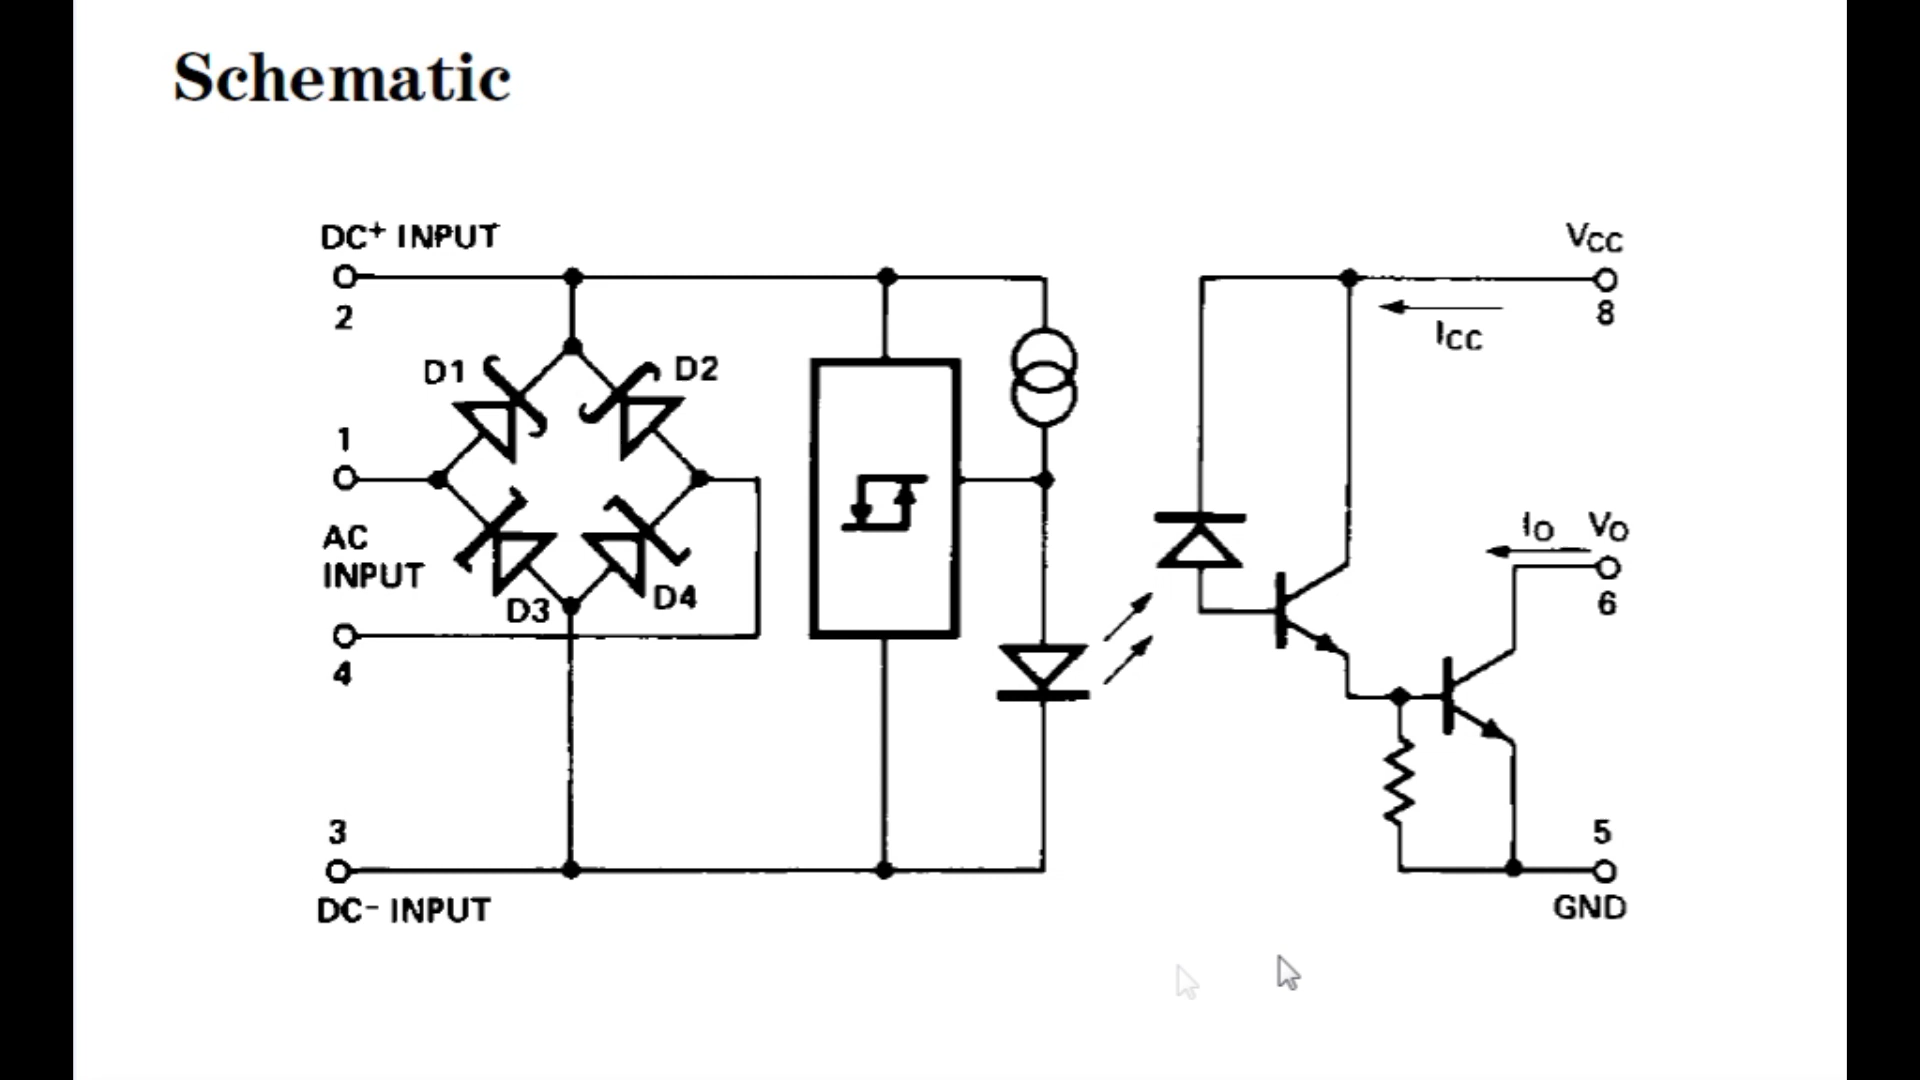 Schematic
DC+ INPUT
2
D1
D2
1
AC
INPUT
D3
D4
4
3
DC- INPUT
VCC
8
ICC
IO VO
6
5
GND